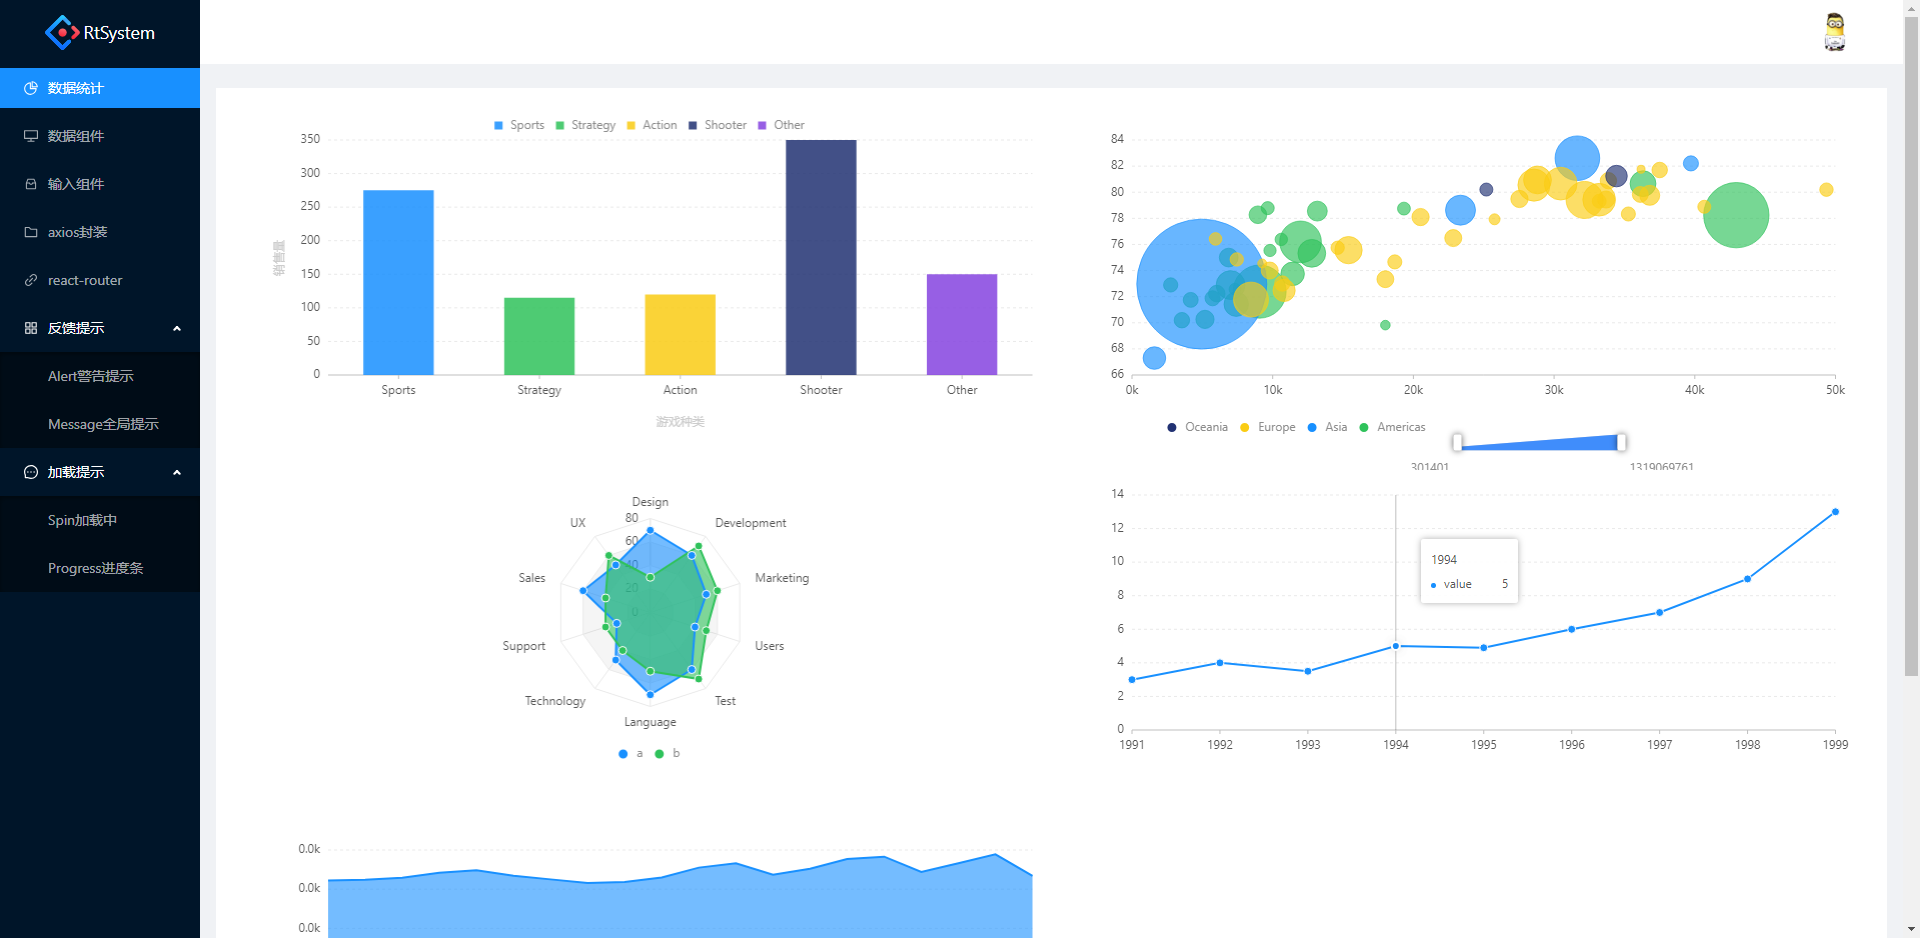 RtSystem
数据统计
数据组件
输入组件
axios封装
react-router
反馈提示
Alert警告提示
Message全局提示
加载提示
Spin加载中
Progress进度条
Sports Strategy Action Shooter Other
350
300
250
200
150
100
50
0
销售量
Sports Strategy Action Shooter Other
游戏种类
84
82
80
78
76
74
72
70
68
66
0k 10k 20k 30k 40k 50k
Oceania Europe Asia Americas
301401 1319069761
Design
Development
Marketing
Users
Test
Language
Technology
Support
Sales
UX
80
60
40
20
0
a b
14
12
10
8
6
4
2
0
1994
value 5
1991 1992 1993 1994 1995 1996 1997 1998 1999
0.0k
0.0k
0.0k